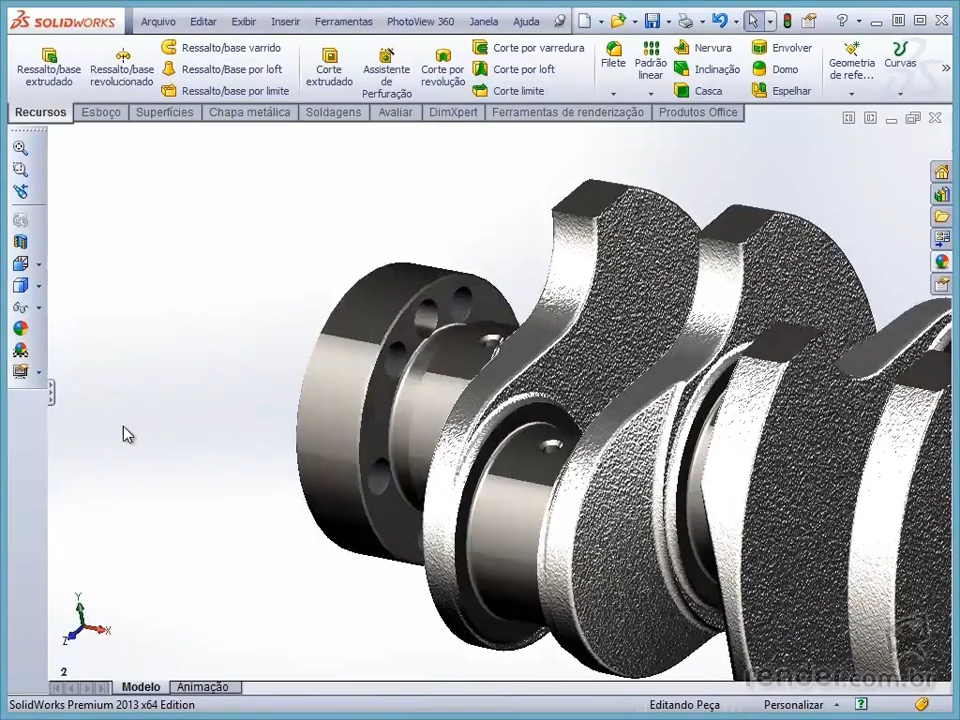 SOLIDWORKS Arquivo Editar Exibir Inserir Ferramentas PhotoView 360 Janela Ajuda ?
Ressalto/base extrudado
Ressalto/base revolucionado
Ressalto/base varrido
Ressalto/Base por loft
Ressalto/base por limite
Corte extrudado
Assistente de Perfuração
Corte por revolução
Corte por varredura
Corte por loft
Corte limite
Filete
Padrão linear
Nervura
Inclinação
Casca
Envolver
Domo
Espelhar
Geometria de refe...
Curvas
»
Recursos Esboço Superfícies Chapa metálica Soldagens Avaliar DimXpert Ferramentas de renderização Produtos Office
Y
Z X
2
render.com.br
Modelo Animação
SolidWorks Premium 2013 x64 Edition Editando Peça Personalizar ?